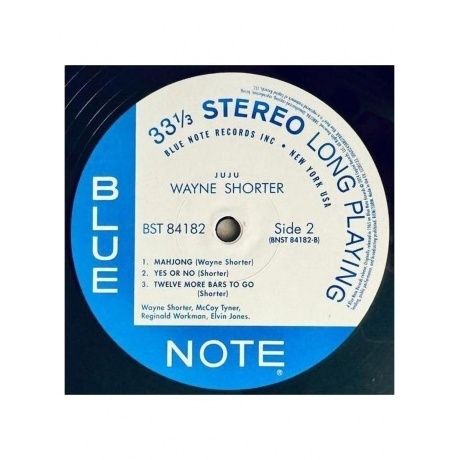 33 1/3 STEREO LONG PLAYING
BLUE NOTE RECORDS INC • NEW YORK USA
JUJU
WAYNE SHORTER
BST 84182
Side 2
(BNST 84182-B)
1. MAHJONG (Wayne Shorter)
2. YES OR NO (Shorter)
3. TWELVE MORE BARS TO GO
(Shorter)
Wayne Shorter, McCoy Tyner,
Reginald Workman, Elvin Jones.
BLUE
NOTE®